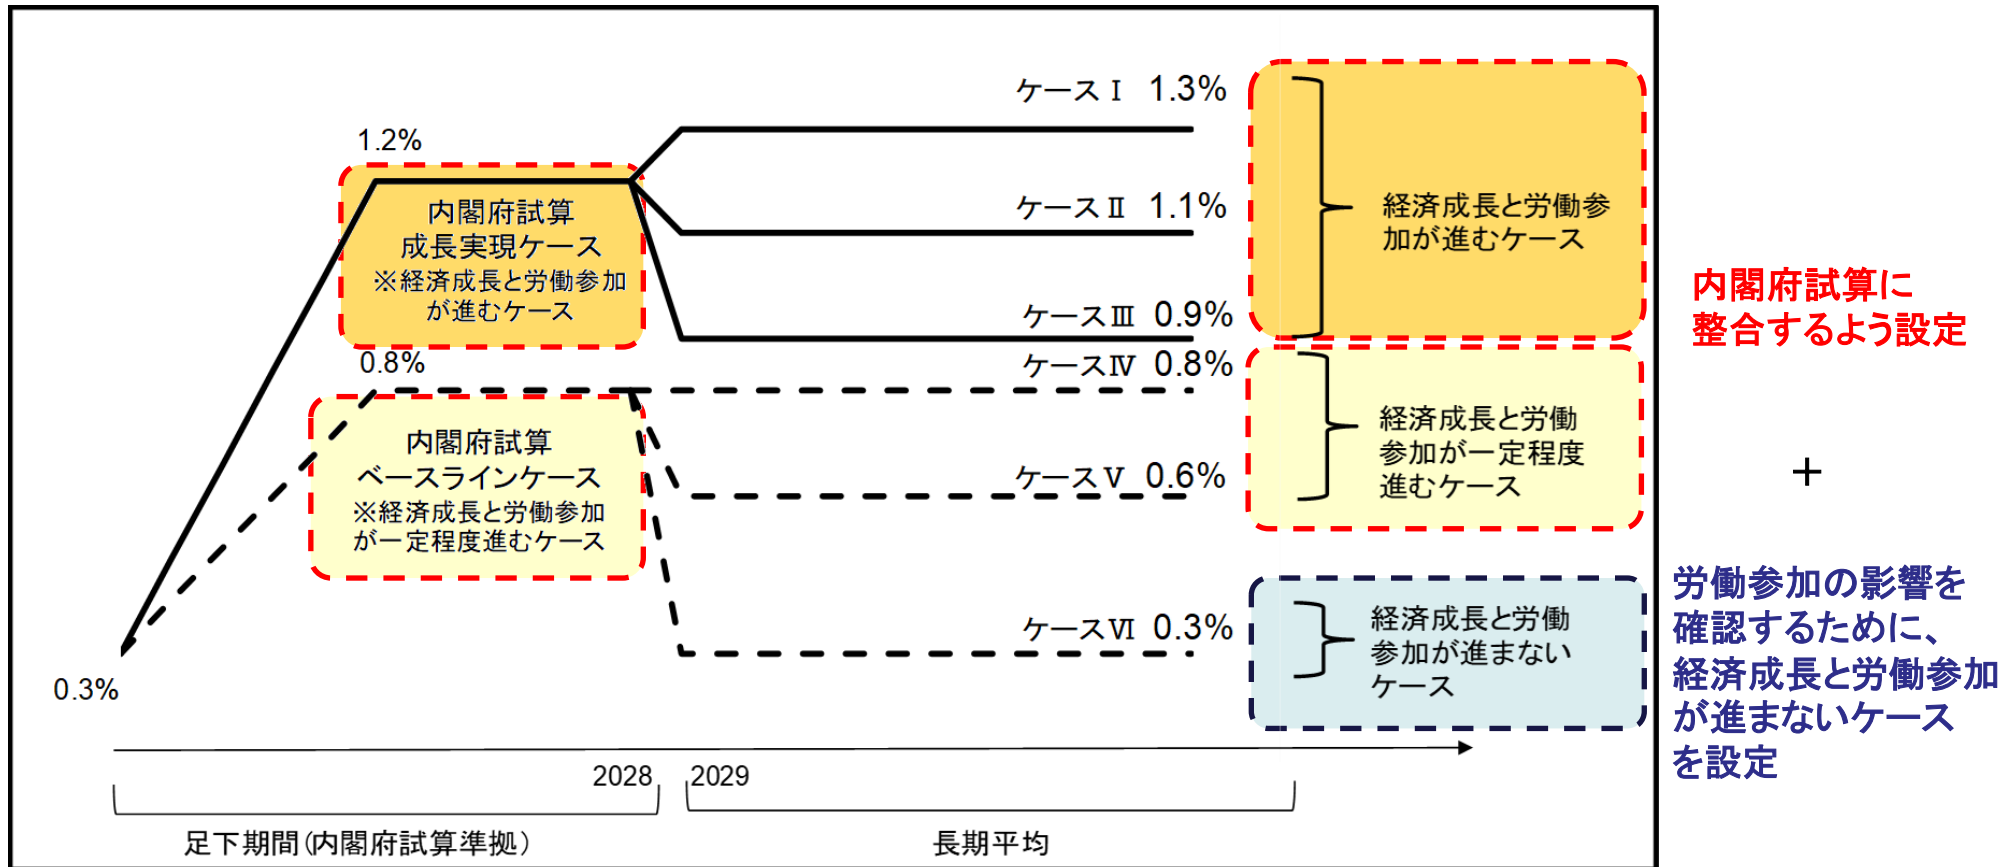 1.2%
内閣府試算
成長実現ケース
※経済成長と労働参加
が進むケース
0.8%
内閣府試算
ベースラインケース
※経済成長と労働参加
が一定程度進むケース
0.3%
ケースⅠ 1.3%
ケースⅡ 1.1%
ケースⅢ 0.9%
ケースⅣ 0.8%
ケースⅤ 0.6%
ケースⅥ 0.3%
経済成長と労働参
加が進むケース
経済成長と労働
参加が一定程度
進むケース
経済成長と労働
参加が進まない
ケース
2028
2029
足下期間(内閣府試算準拠)
長期平均
内閣府試算に
整合するよう設定
+
労働参加の影響を
確認するために、
経済成長と労働参加
が進まないケース
を設定